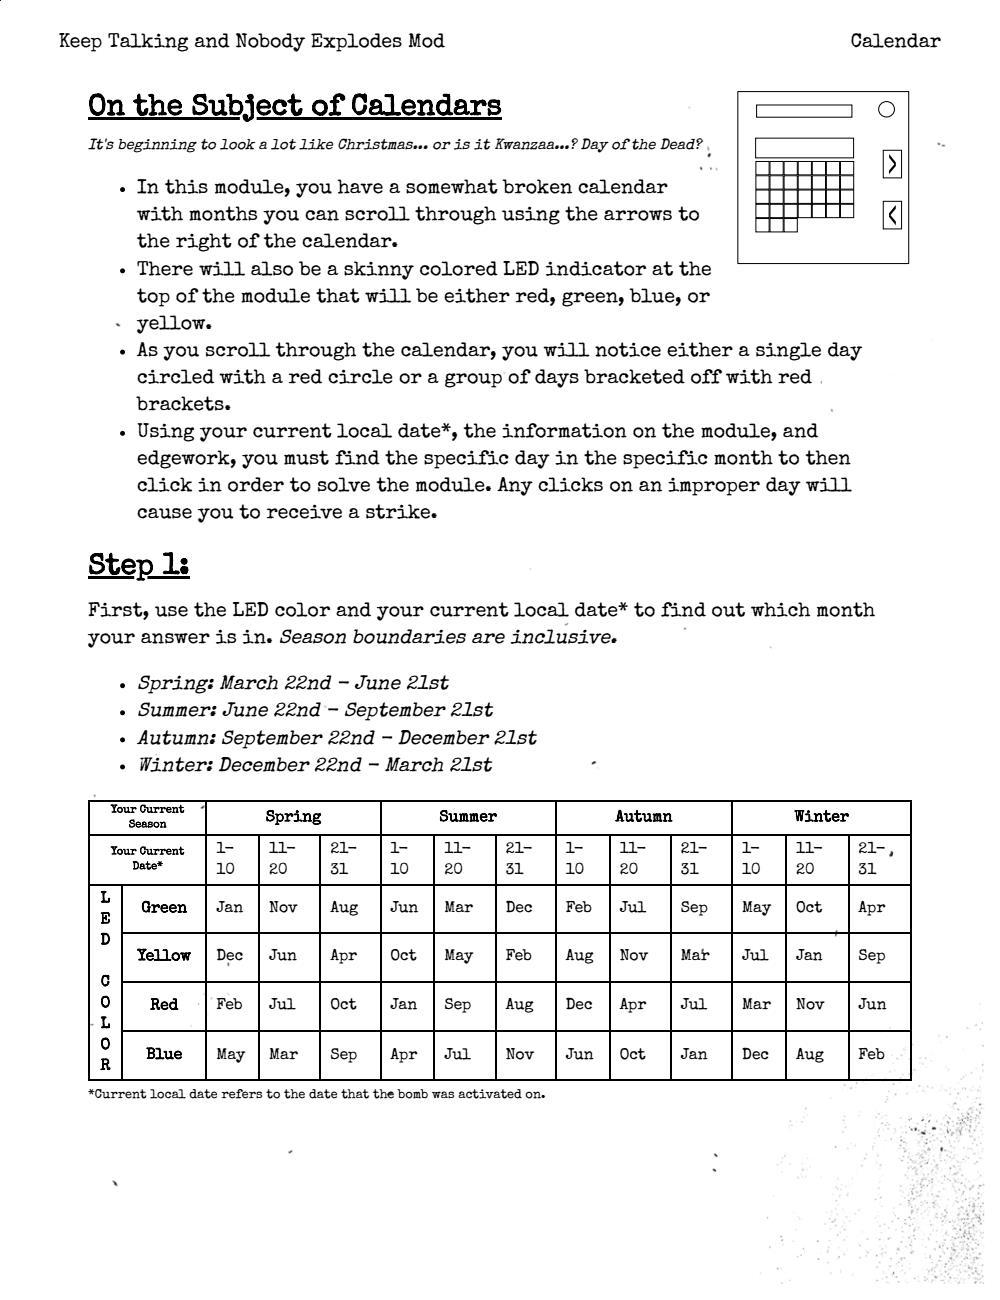 Keep Talking and Nobody Explodes Mod Calendar
On the Subject of Calendars
It's beginning to look a lot like Christmas... or is it Kwanzaa...? Day of the Dead?
• In this module, you have a somewhat broken calendar
with months you can scroll through using the arrows to
the right of the calendar.
• There will also be a skinny colored LED indicator at the
top of the module that will be either red, green, blue, or
yellow.
• As you scroll through the calendar, you will notice either a single day
circled with a red circle or a group of days bracketed off with red
brackets.
• Using your current local date*, the information on the module, and
edgework, you must find the specific day in the specific month to then
click in order to solve the module. Any clicks on an improper day will
cause you to receive a strike.
Step 1:
First, use the LED color and your current local date* to find out which month
your answer is in. Season boundaries are inclusive.
• Spring: March 22nd – June 21st
• Summer: June 22nd – September 21st
• Autumn: September 22nd – December 21st
• Winter: December 22nd – March 21st
Your Current
Season
Spring Summer Autumn Winter
Your Current
Date*
1– 11– 21– 1– 11– 21– 1– 11– 21– 1– 11– 21–
10 20 31 10 20 31 10 20 31 10 20 31
LED COLOR
Green Jan Nov Aug Jun Mar Dec Feb Jul Sep May Oct Apr
Yellow Dec Jun Apr Oct May Feb Aug Nov Mar Jul Jan Sep
Red Feb Jul Oct Jan Sep Aug Dec Apr Jul Mar Nov Jun
Blue May Mar Sep Apr Jul Nov Jun Oct Jan Dec Aug Feb
*Current local date refers to the date that the bomb was activated on.